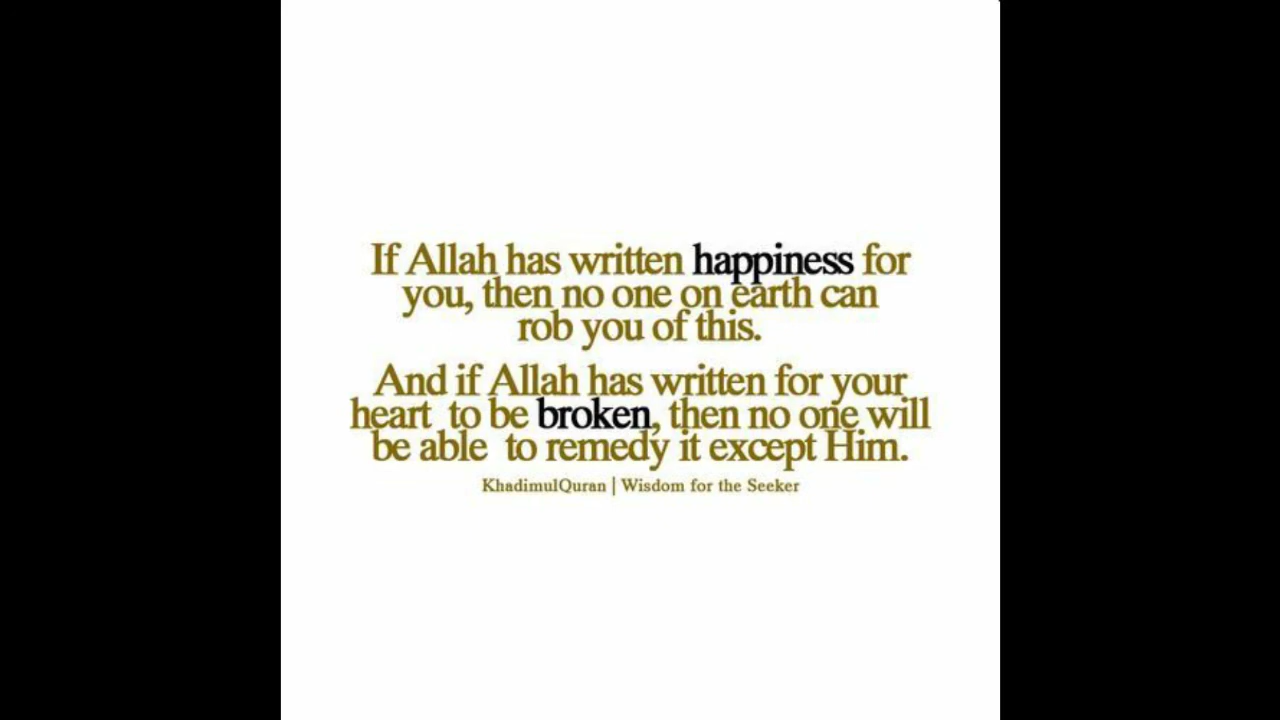 If Allah has written happiness for
you, then no one on earth can
rob you of this.
And if Allah has written for your
heart to be broken, then no one will
be able to remedy it except Him.
KhadimulQuran | Wisdom for the Seeker